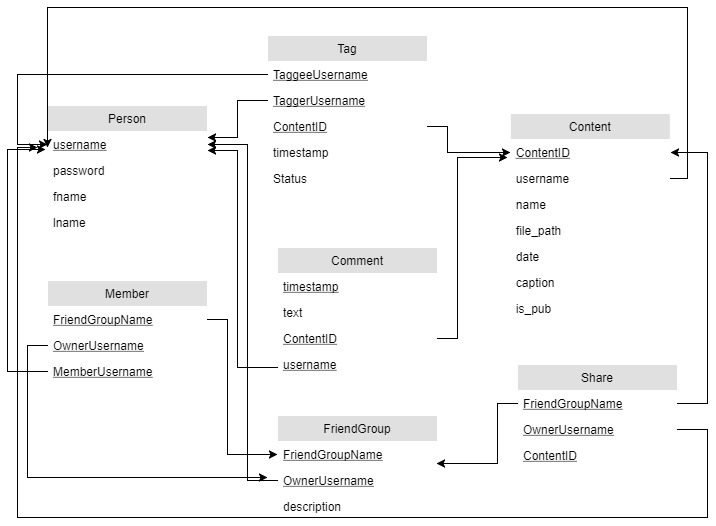 Tag
TaggeeUsername
TaggerUsername
ContentID
timestamp
Status
Person
username
password
fname
lname
Content
ContentID
username
name
file_path
date
caption
is_pub
Comment
timestamp
text
ContentID
username
Member
FriendGroupName
OwnerUsername
MemberUsername
Share
FriendGroupName
OwnerUsername
ContentID
FriendGroup
FriendGroupName
OwnerUsername
description